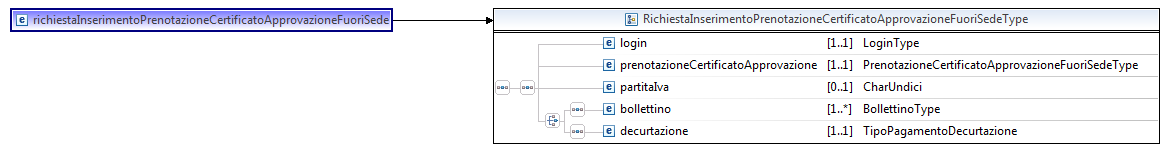 richiestaInserimentoPrenotazioneCertificatoApprovazioneFuoriSede
RichiestaInserimentoPrenotazioneCertificatoApprovazioneFuoriSedeType
e login [1..1] LoginType
e prenotazioneCertificatoApprovazione [1..1] PrenotazioneCertificatoApprovazioneFuoriSedeType
e partitaIva [0..1] CharUndici
e bollettino [1..*] BollettinoType
e decurtazione [1..1] TipoPagamentoDecurtazione